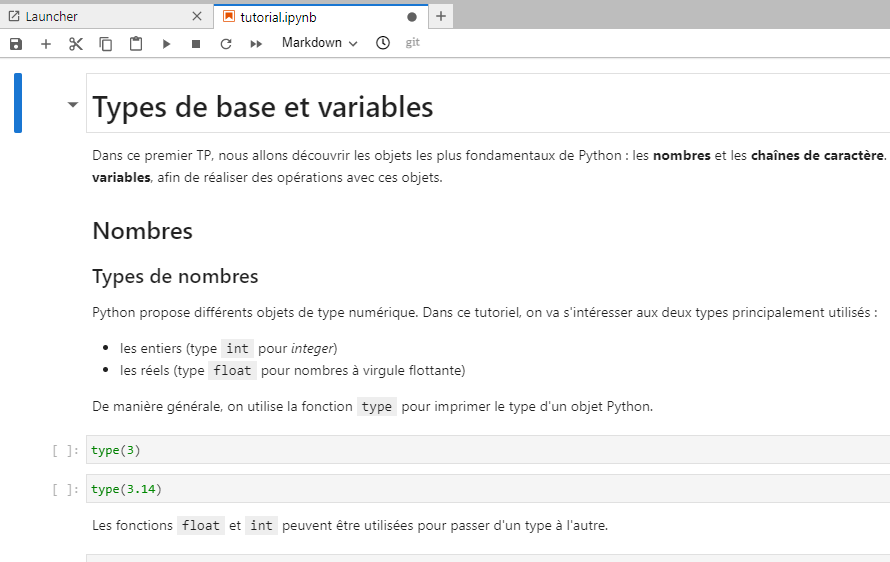 Launcher
tutorial.ipynb
Markdown
git
Types de base et variables
Dans ce premier TP, nous allons découvrir les objets les plus fondamentaux de Python : les nombres et les chaînes de caractère.
variables, afin de réaliser des opérations avec ces objets.
Nombres
Types de nombres
Python propose différents objets de type numérique. Dans ce tutoriel, on va s'intéresser aux deux types principalement utilisés :
les entiers (type int pour integer)
les réels (type float pour nombres à virgule flottante)
De manière générale, on utilise la fonction type pour imprimer le type d'un objet Python.
[ ]: type(3)
[ ]: type(3.14)
Les fonctions float et int peuvent être utilisées pour passer d'un type à l'autre.